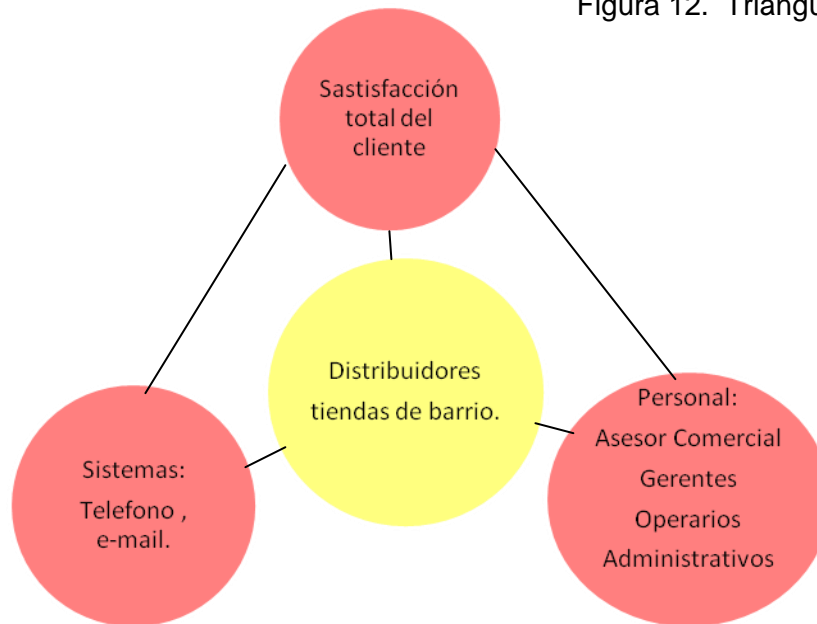 Figura 12. Triángu
Sastisfacción
total del
cliente
Distribuidores
tiendas de barrio.
Sistemas:
Telefono ,
e-mail.
Personal:
Asesor Comercial
Gerentes
Operarios
Administrativos